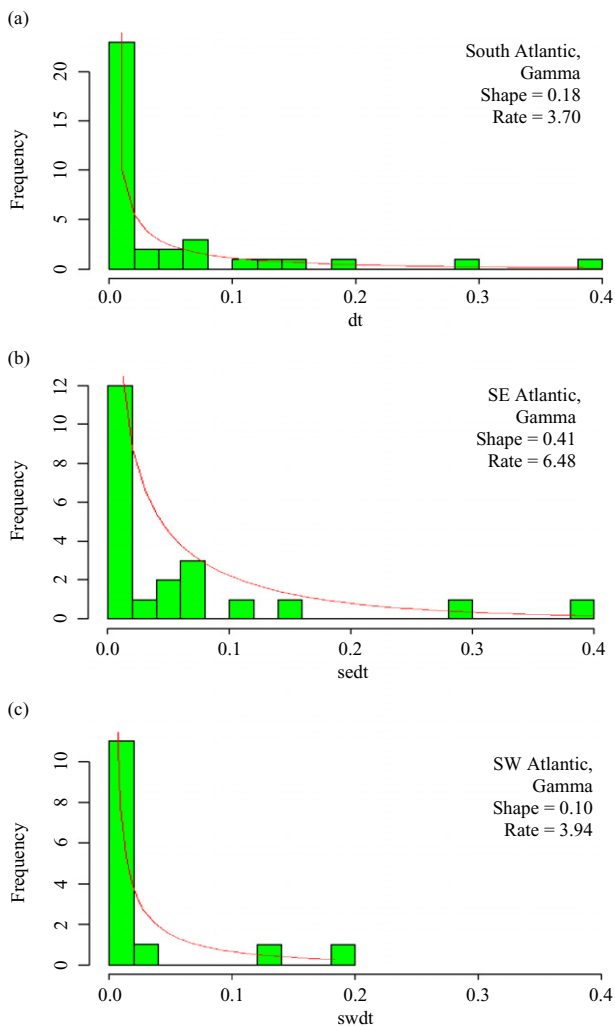 (a)
South Atlantic,
Gamma
Shape = 0.18
Rate = 3.70
Frequency
20
15
10
5
0
0.0 0.1 0.2 0.3 0.4
dt
(b)
SE Atlantic,
Gamma
Shape = 0.41
Rate = 6.48
Frequency
12
10
8
6
4
2
0
0.0 0.1 0.2 0.3 0.4
sedt
(c)
SW Atlantic,
Gamma
Shape = 0.10
Rate = 3.94
Frequency
10
8
6
4
2
0
0.0 0.1 0.2 0.3 0.4
swdt